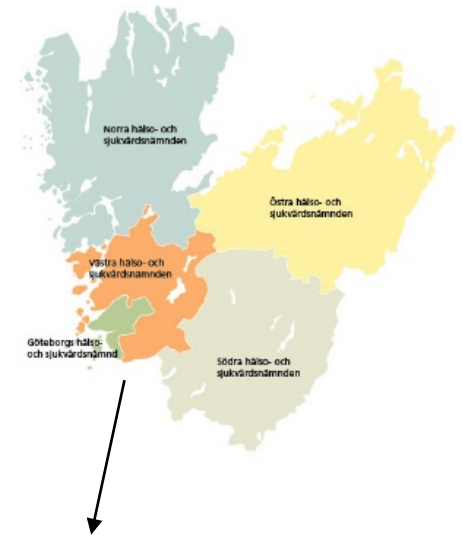 Norra hälso- och
sjukvårdsnämnden
Östra hälso- och
sjukvårdsnämnden
Västra hälso- och
sjukvårdsnämnden
Göteborgs hälso-
och sjukvårdsnämnd
Södra hälso- och
sjukvårdsnämnden